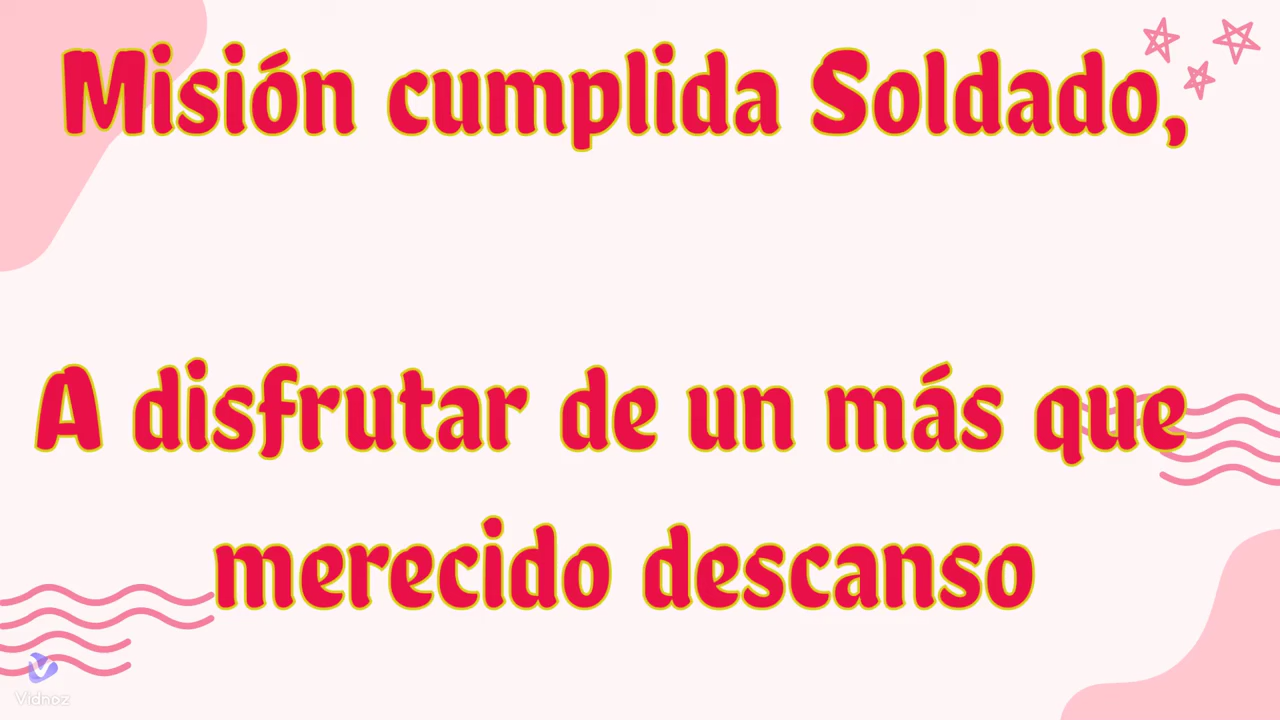 Misión cumplida Soldado,
A disfrutar de un más que
merecido descanso
Vidnoz